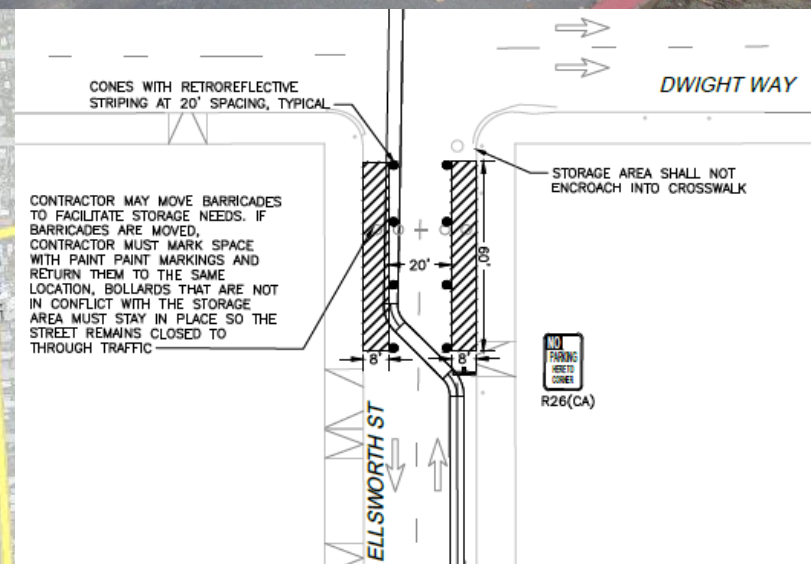 CONES WITH RETROREFLECTIVE
STRIPING AT 20' SPACING, TYPICAL
DWIGHT WAY
STORAGE AREA SHALL NOT
ENCROACH INTO CROSSWALK
CONTRACTOR MAY MOVE BARRICADES
TO FACILITATE STORAGE NEEDS. IF
BARRICADES ARE MOVED,
CONTRACTOR MUST MARK SPACE
WITH PAINT PAINT MARKINGS AND
RETURN THEM TO THE SAME
LOCATION, BOLLARDS THAT ARE NOT
IN CONFLICT WITH THE STORAGE
AREA MUST STAY IN PLACE SO THE
STREET REMAINS CLOSED TO
THROUGH TRAFFIC
20'
60'
8'
8'
NO
PARKING
HERE TO
CORNER
R26(CA)
ELLSWORTH ST